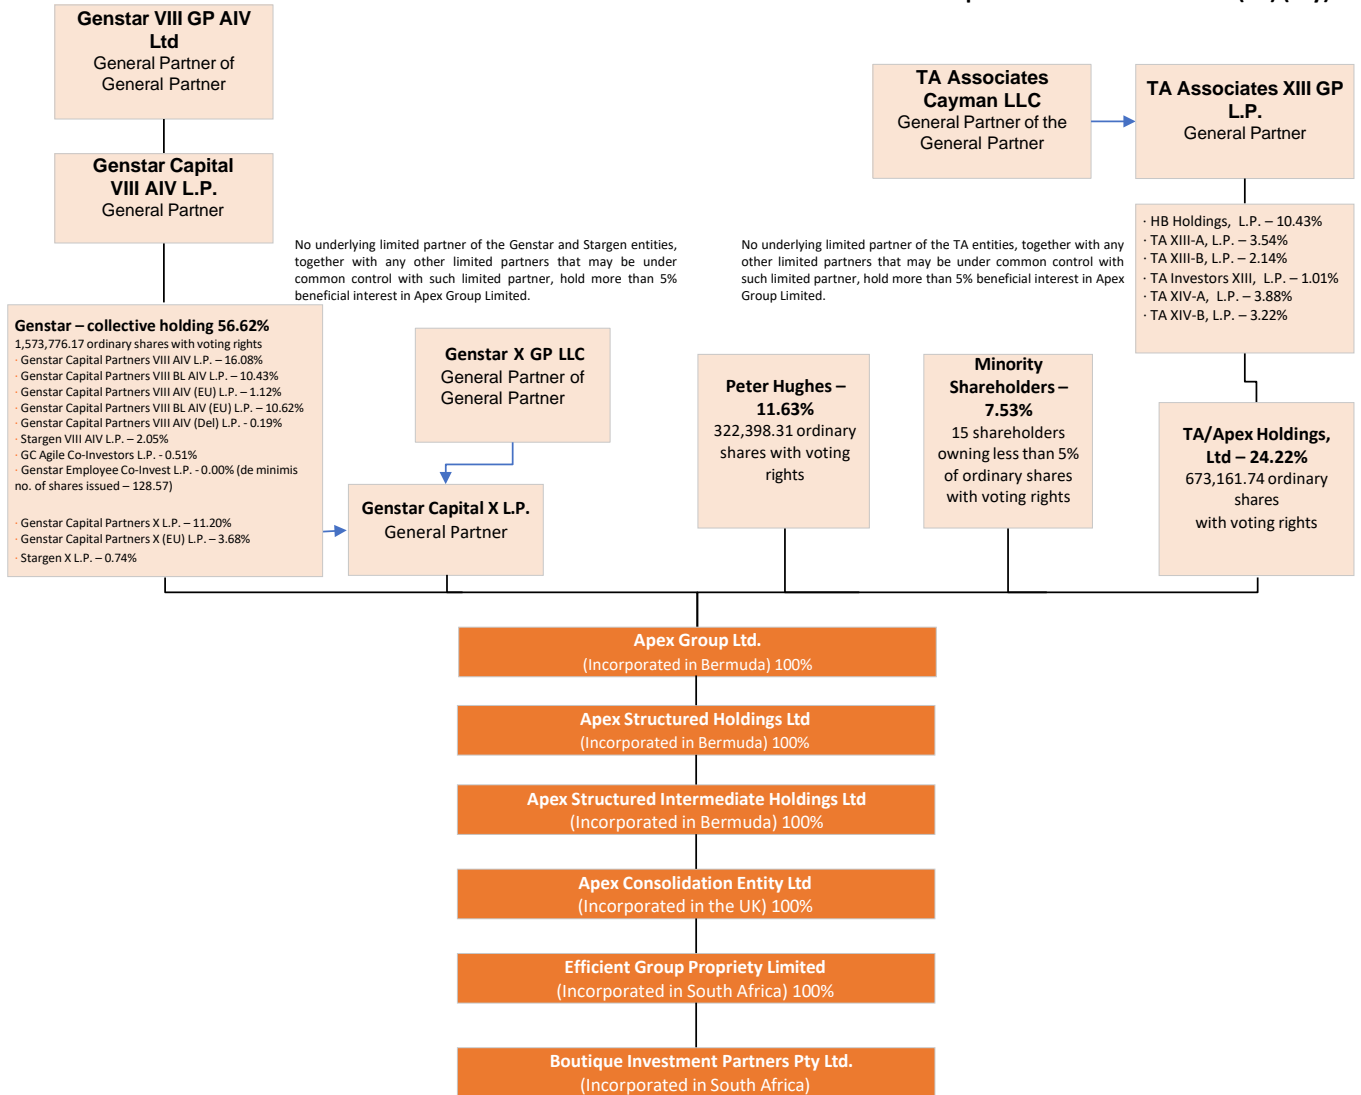 Genstar VIII GP AIV
Ltd
General Partner of
General Partner
TA Associates
Cayman LLC
General Partner of the
General Partner
TA Associates XIII GP
L.P.
General Partner
Genstar Capital
VIII AIV L.P.
General Partner
· HB Holdings, L.P. – 10.43%
· TA XIII-A, L.P. – 3.54%
· TA XIII-B, L.P. – 2.14%
· TA Investors XIII, L.P. – 1.01%
· TA XIV-A, L.P. – 3.88%
· TA XIV-B, L.P. – 3.22%
No underlying limited partner of the Genstar and Stargen entities,
together with any other limited partners that may be under
common control with such limited partner, hold more than 5%
beneficial interest in Apex Group Limited.
No underlying limited partner of the TA entities, together with any
other limited partners that may be under common control with
such limited partner, hold more than 5% beneficial interest in Apex
Group Limited.
Genstar – collective holding 56.62%
1,573,776.17 ordinary shares with voting rights
· Genstar Capital Partners VIII AIV L.P. – 16.08%
· Genstar Capital Partners VIII BL AIV L.P. – 10.43%
· Genstar Capital Partners VIII AIV (EU) L.P. – 1.12%
· Genstar Capital Partners VIII BL AIV (EU) L.P. – 10.62%
· Genstar Capital Partners VIII AIV (Del) L.P. - 0.19%
· Stargen VIII AIV L.P. – 2.05%
· GC Agile Co-Investors L.P. - 0.51%
· Genstar Employee Co-Invest L.P. - 0.00% (de minimis
no. of shares issued – 128.57)
· Genstar Capital Partners X L.P. – 11.20%
· Genstar Capital Partners X (EU) L.P. – 3.68%
· Stargen X L.P. – 0.74%
Genstar X GP LLC
General Partner of
General Partner
Genstar Capital X L.P.
General Partner
Peter Hughes –
11.63%
322,398.31 ordinary
shares with voting
rights
Minority
Shareholders –
7.53%
15 shareholders
owning less than 5%
of ordinary shares
with voting rights
TA/Apex Holdings,
Ltd – 24.22%
673,161.74 ordinary
shares
with voting rights
Apex Group Ltd.
(Incorporated in Bermuda) 100%
Apex Structured Holdings Ltd
(Incorporated in Bermuda) 100%
Apex Structured Intermediate Holdings Ltd
(Incorporated in Bermuda) 100%
Apex Consolidation Entity Ltd
(Incorporated in the UK) 100%
Efficient Group Propriety Limited
(Incorporated in South Africa) 100%
Boutique Investment Partners Pty Ltd.
(Incorporated in South Africa)